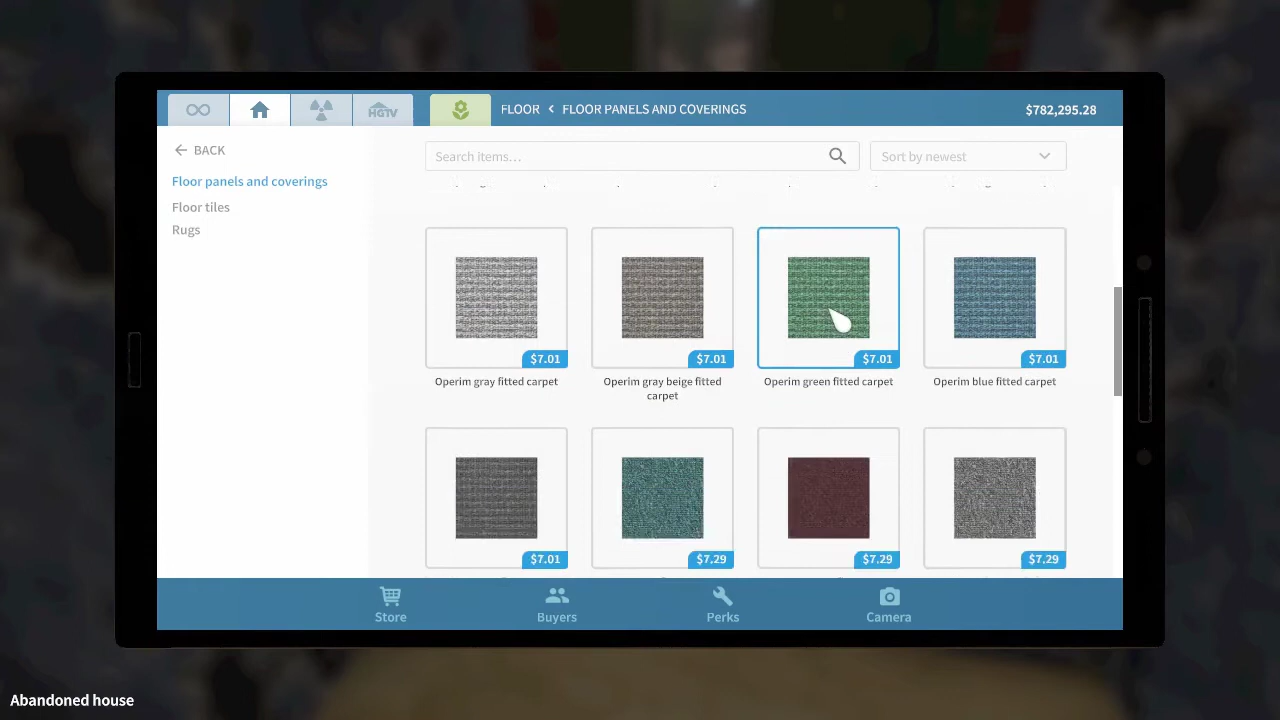 HGTV
FLOOR < FLOOR PANELS AND COVERINGS
$782,295.28
BACK
Search items...
Sort by newest
Floor panels and coverings
Floor tiles
Rugs
$7.01
$7.01
$7.01
$7.01
Operim gray fitted carpet
Operim gray beige fitted
carpet
Operim green fitted carpet
Operim blue fitted carpet
$7.01
$7.29
$7.29
$7.29
Store
Buyers
Perks
Camera
Abandoned house